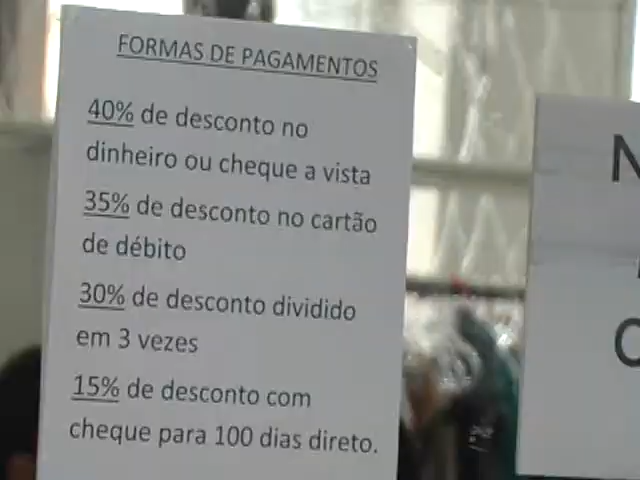 FORMAS DE PAGAMENTOS
40% de desconto no
dinheiro ou cheque a vista
35% de desconto no cartão
de débito
30% de desconto dividido
em 3 vezes
15% de desconto com
cheque para 100 dias direto.